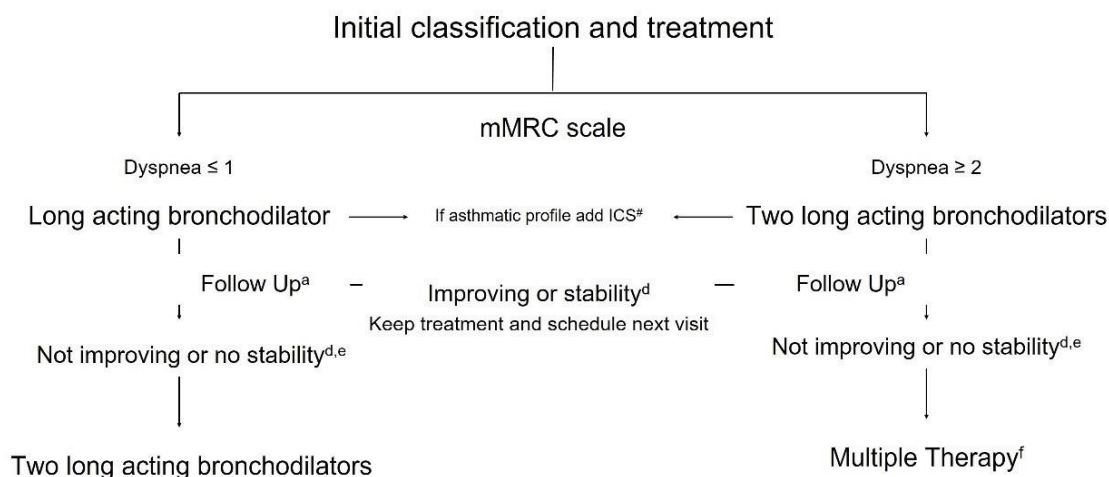 Initial classification and treatment
mMRC scale
Dyspnea ≤ 1
Dyspnea ≥ 2
Long acting bronchodilator
If asthmatic profile add ICS#
Two long acting bronchodilators
Follow Upᵃ
Improving or stabilityᵈ
Follow Upᵃ
Keep treatment and schedule next visit
Not improving or no stabilityᵈ,ᵉ
Not improving or no stabilityᵈ,ᵉ
Two long acting bronchodilators
Multiple Therapyᶠ